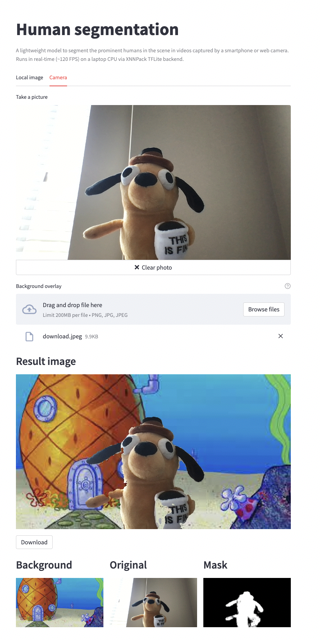 Human segmentation
A lightweight model to segment the prominent humans in the scene in videos captured by a smartphone or web camera.
Runs in real-time (~120 FPS) on a laptop CPU via XNNPack TFLite backend.
Local image Camera
Take a picture
THIS
IS FIN
✕ Clear photo
Background overlay
Drag and drop file here
Limit 200MB per file • PNG, JPG, JPEG
Browse files
download.jpeg 9.9KB
Result image
THIS
IS F
Download
Background Original Mask